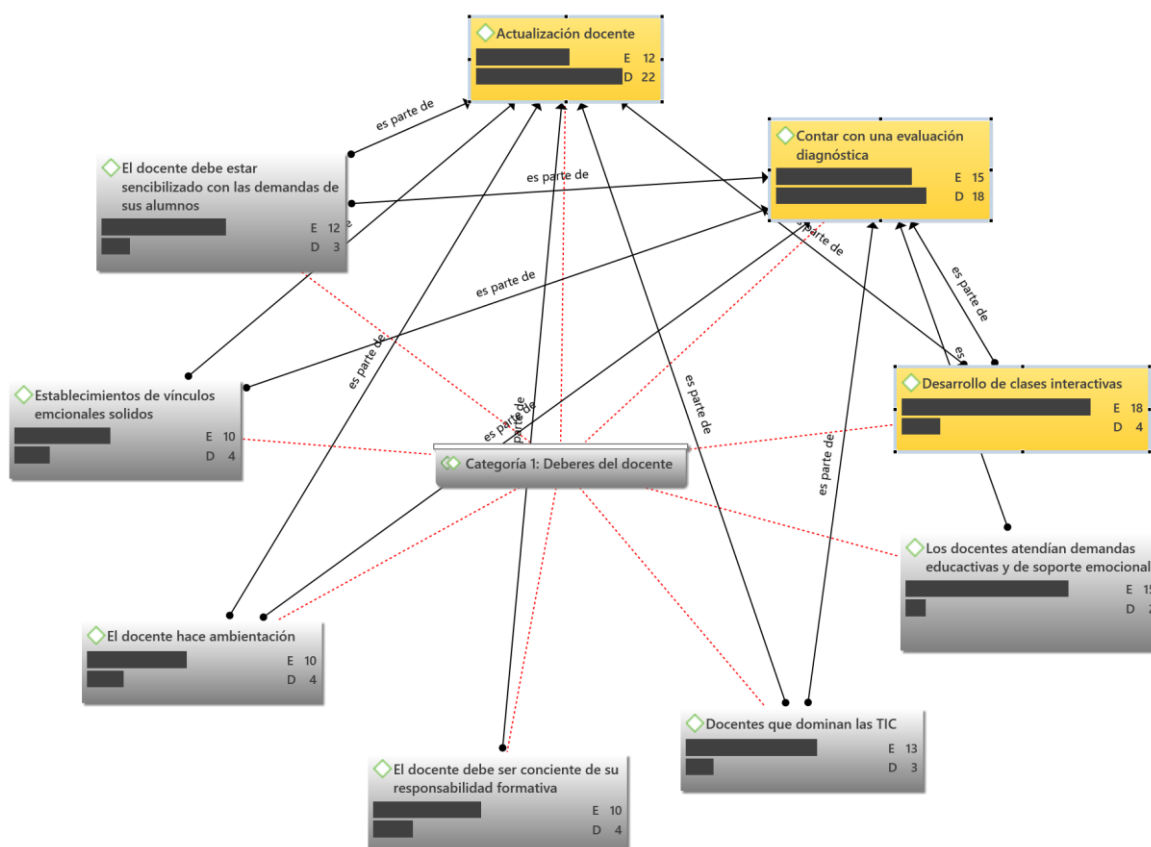 Actualización docente
E 12
D 22
es parte de
Contar con una evaluación
diagnóstica
E 15
D 18
El docente debe estar
sencibilizado con las demandas de
sus alumnos
E 12
D 3
es parte de
es parte de
es parte de
es parte de
Establecimientos de vínculos
emcionales solidos
E 10
D 4
es parte de
es parte de
es
Desarrollo de clases interactivas
E 18
D 4
es parte de
parte de
es parte de
Categoría 1: Deberes del docente
Los docentes atendían demandas
educactivas y de soporte emocional
E
D
El docente hace ambientación
E 10
D 4
Docentes que dominan las TIC
E 13
D 3
El docente debe ser conciente de su
responsabilidad formativa
E 10
D 4